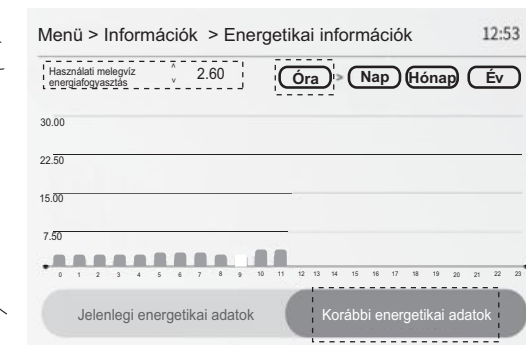 Menü > Információk > Energetikai információk 12:53
Használati melegvíz
energiafogyasztás
^ 2.60 v
Óra > Nap Hónap Év
30.00
22.50
15.00
7.50
0 1 2 3 4 5 6 7 8 9 10 11 12 13 14 15 16 17 18 19 20 21 22 23
Jelenlegi energetikai adatok Korábbi energetikai adatok